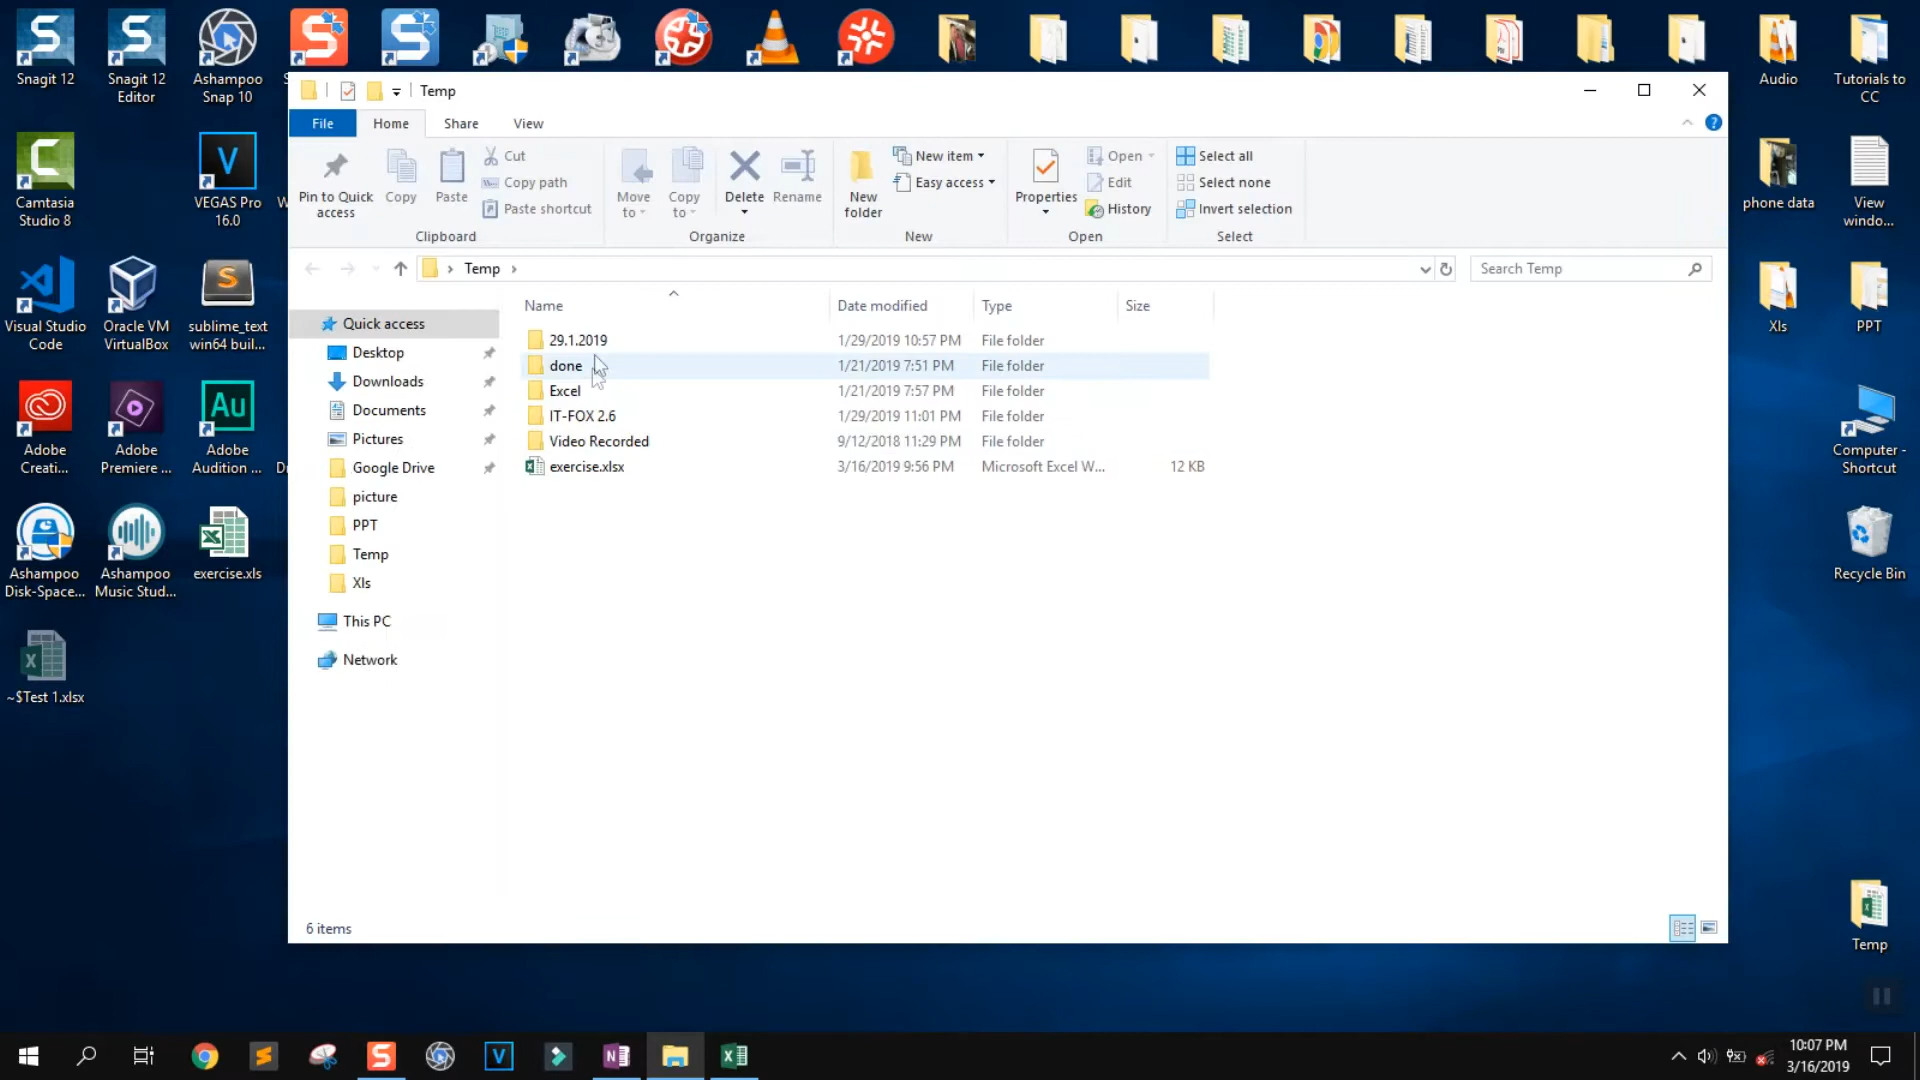 Snagit 12
Snagit 12
Editor
Ashampoo
Snap 10
Audio
Tutorials to
CC
Temp
File
Home
Share
View
Pin to Quick
access
Copy
Paste
Cut
Copy path
Paste shortcut
Clipboard
Move
to
Copy
to
Delete
Rename
Organize
New
folder
New item
Easy access
New
Properties
Open
Edit
History
Open
Select all
Select none
Invert selection
Select
Temp
Search Temp
Name
Date modified
Type
Size
29.1.2019 1/29/2019 10:57 PM File folder
done 1/21/2019 7:51 PM File folder
Excel 1/21/2019 7:57 PM File folder
IT-FOX 2.6 1/29/2019 11:01 PM File folder
Video Recorded 9/12/2018 11:29 PM File folder
exercise.xlsx 3/16/2019 9:56 PM Microsoft Excel W... 12 KB
Quick access
Desktop
Downloads
Documents
Pictures
Google Drive
picture
PPT
Temp
Xls
This PC
Network
6 items
Camtasia
Studio 8
VEGAS Pro
16.0
Visual Studio
Code
Oracle VM
VirtualBox
sublime_text
win64 buil...
Adobe
Creati...
Adobe
Premiere ...
Adobe
Audition ...
Ashampoo
Disk-Space...
Ashampoo
Music Stud...
exercise.xls
~$Test 1.xlsx
phone data
View
windo...
Xls
PPT
Computer -
Shortcut
Recycle Bin
Temp
10:07 PM
3/16/2019